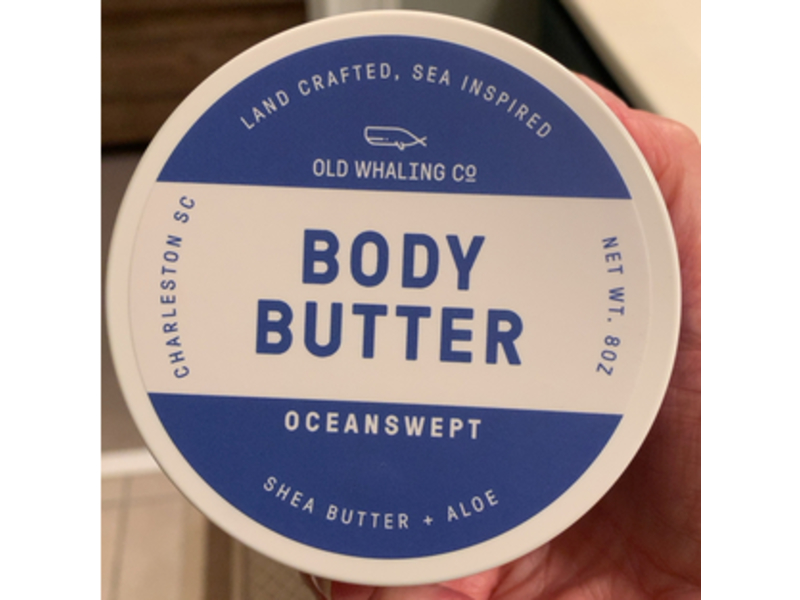 LAND CRAFTED, SEA INSPIRED
OLD WHALING Cº
CHARLESTON SC
BODY
BUTTER
NET WT. 8OZ
OCEANSWEPT
SHEA BUTTER + ALOE